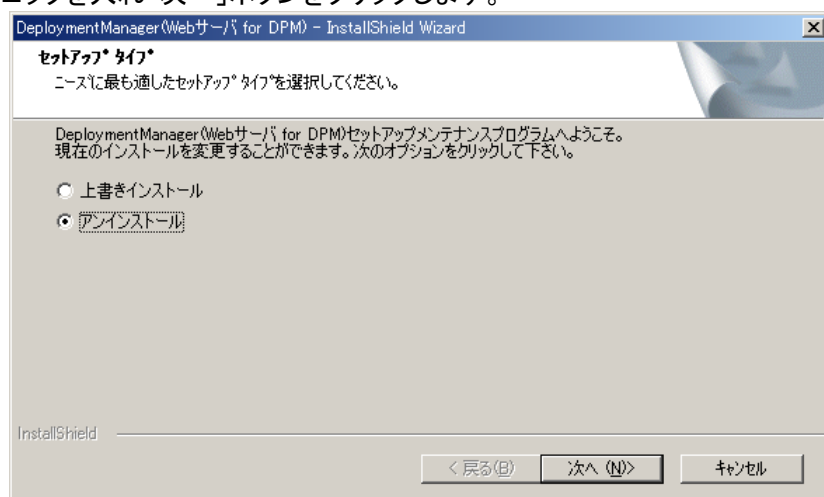 DeploymentManager(Webサーバ for DPM) - InstallShield Wizard
セットアップ タイプ
ニーズに最も適したセットアップ タイプを選択してください。
DeploymentManager(Webサーバ for DPM)セットアップメンテナンスプログラムへようこそ。
現在のインストールを変更することができます。次のオプションをクリックして下さい。
上書きインストール
アンインストール
InstallShield
< 戻る(B)
次へ (N)>
キャンセル